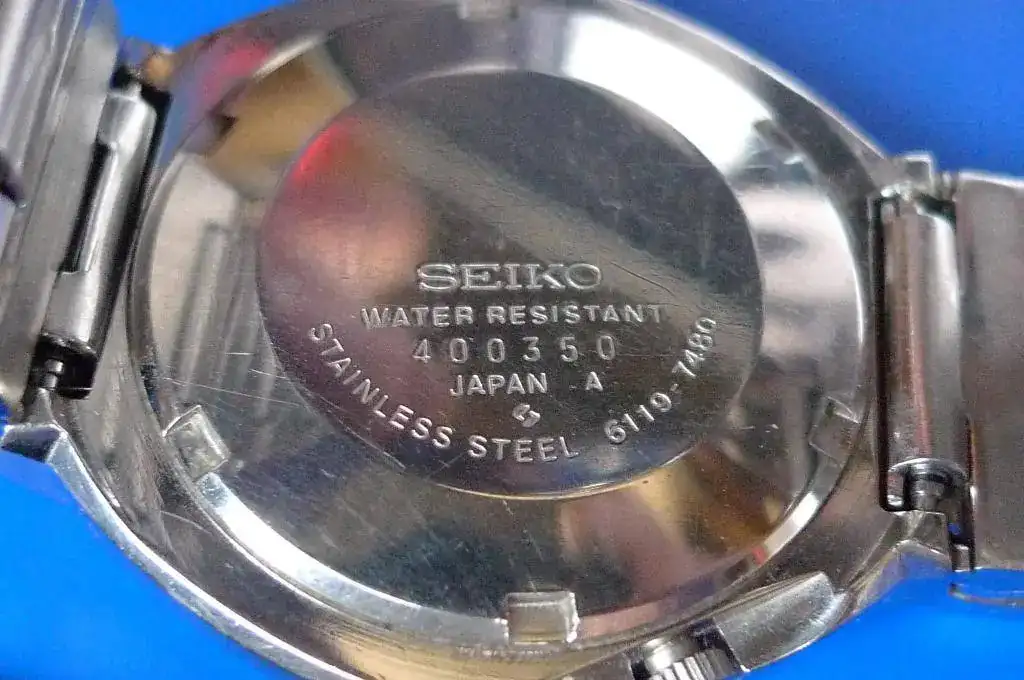 SEIKO
WATER RESISTANT
400350
JAPAN A
STAINLESS STEEL 6119-7480